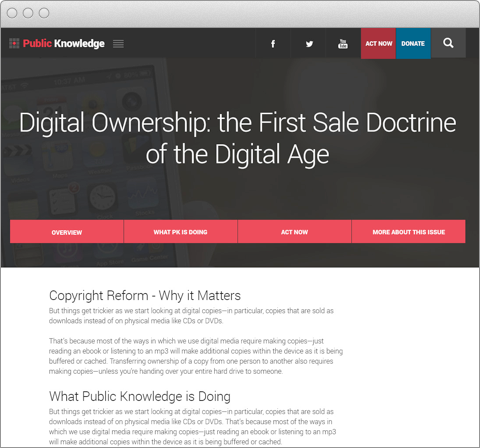 Public Knowledge
f
You
Tube
ACT NOW
DONATE
Digital Ownership: the First Sale Doctrine
of the Digital Age
OVERVIEW
WHAT PK IS DOING
ACT NOW
MORE ABOUT THIS ISSUE
Copyright Reform - Why it Matters
But things get trickier as we start looking at digital copies—in particular, copies that are sold as
downloads instead of on physical media like CDs or DVDs.
That's because most of the ways in which we use digital media require making copies—just
reading an ebook or listening to an mp3 will make additional copies within the device as it is being
buffered or cached. Transferring ownership of a copy from one person to another also requires
making copies—unless you're handing over your entire hard drive to someone.
What Public Knowledge is Doing
But things get trickier as we start looking at digital copies—in particular, copies that are sold as
downloads instead of on physical media like CDs or DVDs. That's because most of the ways in
which we use digital media require making copies—just reading an ebook or listening to an mp3
will make additional copies within the device as it is being buffered or cached.